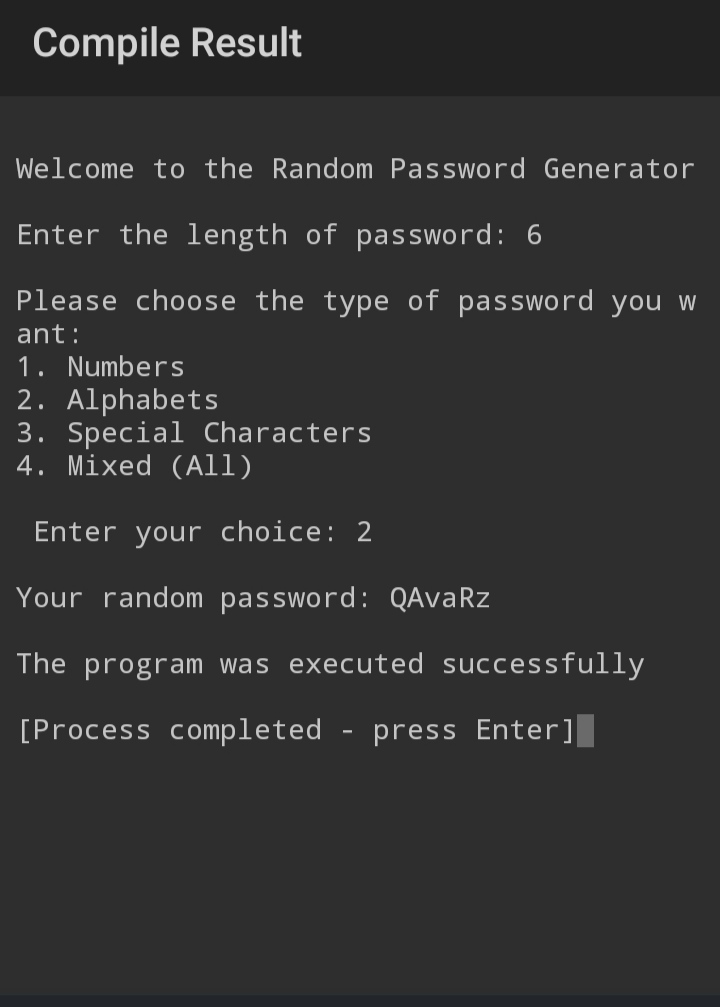 Compile Result
Welcome to the Random Password Generator
Enter the length of password: 6
Please choose the type of password you w
ant:
1. Numbers
2. Alphabets
3. Special Characters
4. Mixed (All)
Enter your choice: 2
Your random password: QAvaRz
The program was executed successfully
[Process completed - press Enter]